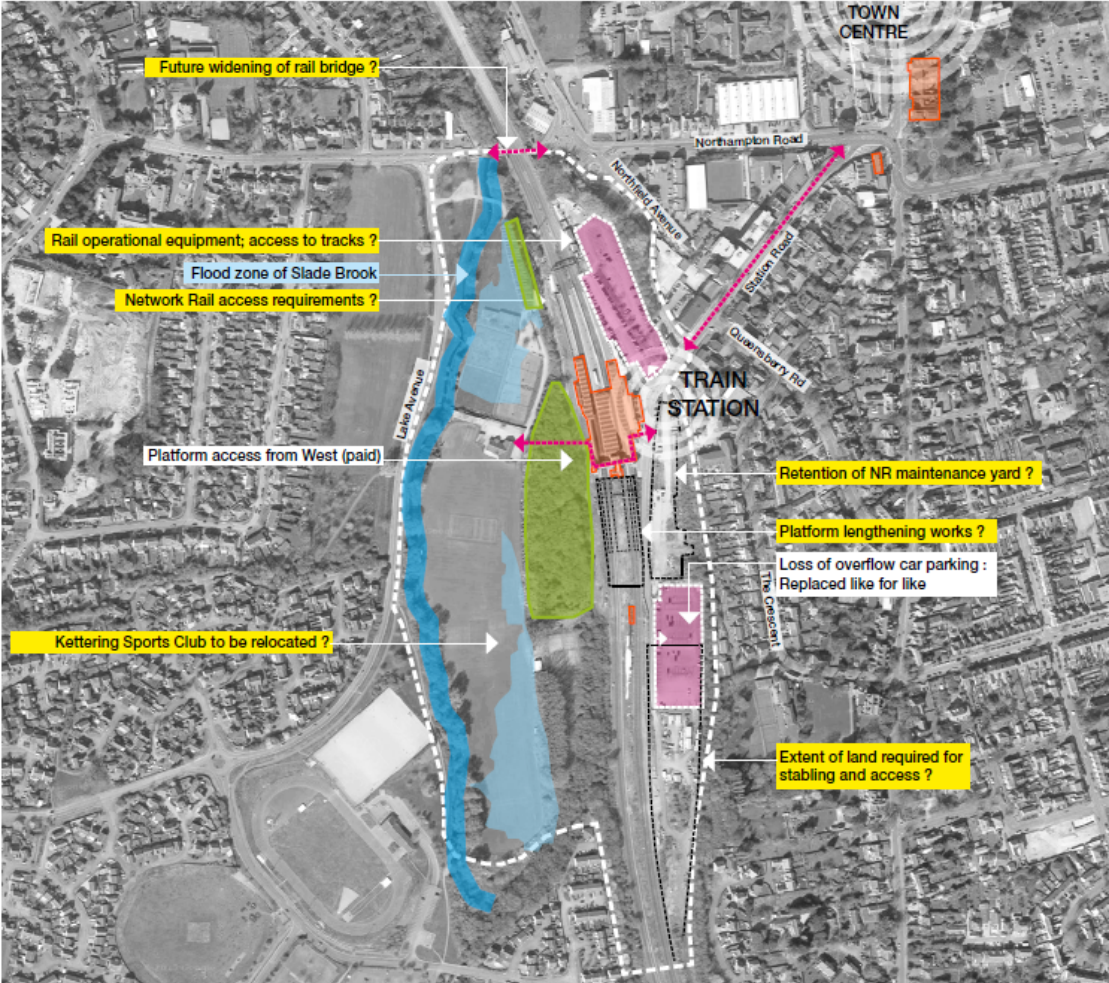 TOWN
CENTRE
Future widening of rail bridge ?
Northampton Road
Northfield Avenue
Rail operational equipment; access to tracks ?
Station Road
Flood zone of Slade Brook
Network Rail access requirements ?
Queensberry Rd
Lake Avenue
TRAIN
STATION
Platform access from West (paid)
Retention of NR maintenance yard ?
Platform lengthening works ?
Loss of overflow car parking :
Replaced like for like
The Crescent
Kettering Sports Club to be relocated ?
Extent of land required for
stabling and access ?